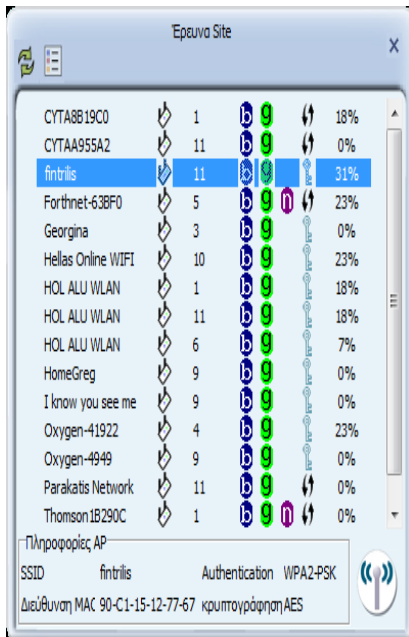 Έρευνα Site
CYTA8B19C0 1 b g 18%
CYTAA955A2 11 b g 0%
fintrilis 11 b g 31%
Forthnet-63BF0 5 b g n 23%
Georgina 3 b g 0%
Hellas Online WIFI 10 b g 23%
HOL ALU WLAN 1 b g 18%
HOL ALU WLAN 11 b g 18%
HOL ALU WLAN 6 b g 7%
HomeGreg 9 b g 0%
I know you see me 9 b g 0%
Oxygen-41922 4 b g 23%
Oxygen-4949 9 b g 0%
Parakatis Network 11 b g 0%
Thomson1B290C 1 b g n 0%
Πληροφορίες AP
SSID fintrilis Authentication WPA2-PSK
Διεύθυνση MAC 90-C1-15-12-77-67 κρυπτογράφηση AES